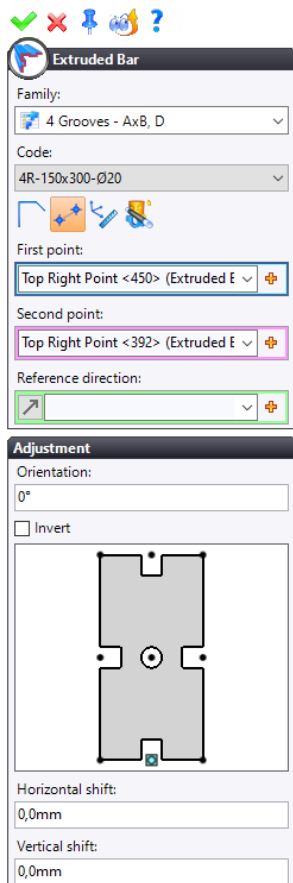 ?
Extruded Bar
Family:
4 Grooves - AxB, D
Code:
4R-150x300-Ø20
First point:
Top Right Point <450> (Extruded E
Second point:
Top Right Point <392> (Extruded E
Reference direction:
Adjustment
Orientation:
0°
Invert
Horizontal shift:
0,0mm
Vertical shift:
0,0mm